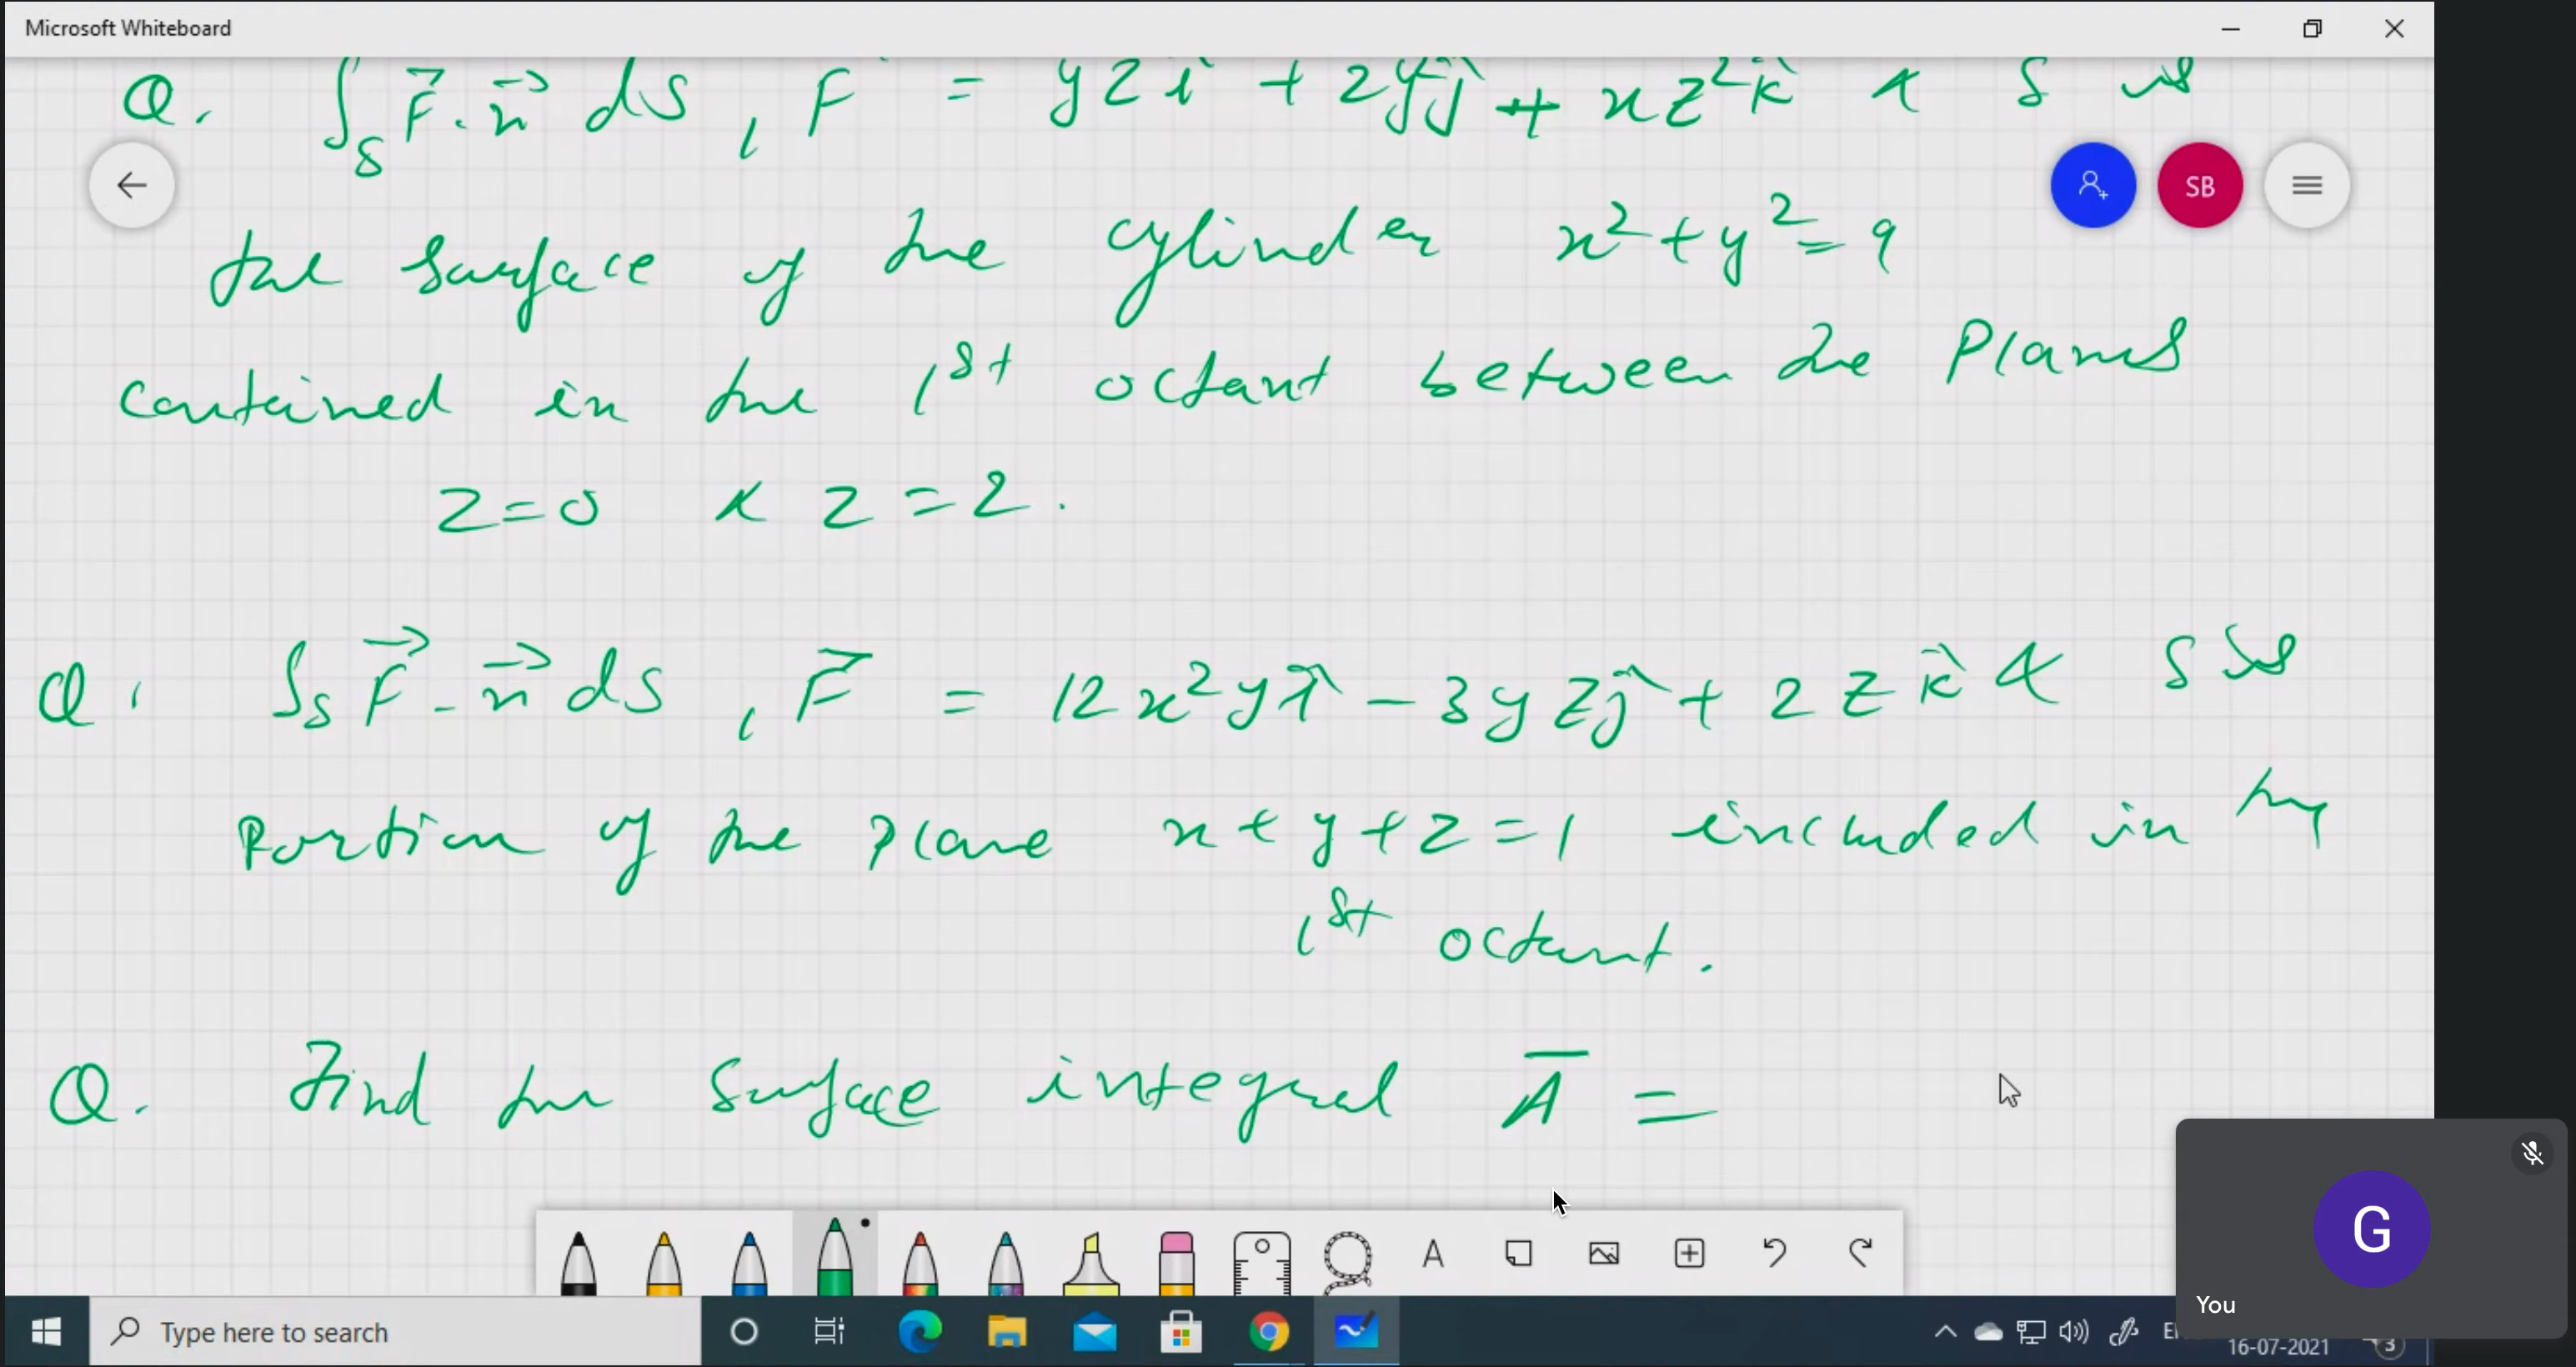 Microsoft Whiteboard
Q. ∫_S F⃗ . n⃗ ds , F = yz î + 2y² ĵ + xz² k̂ & S is
the surface of the cylinder x² + y² = 9
SB
contained in the 1st octant between the planes
z = 0 & z = 2 .
Q. ∫_S F⃗ . n⃗ ds , F⃗ = 12x²y î - 3yz ĵ + 2z k̂ & S is
Portion of the plane x + y + z = 1 included in the
1st octant .
Q. Find the surface integral A̅ =
A
G
You
Type here to search
16-07-2021
3